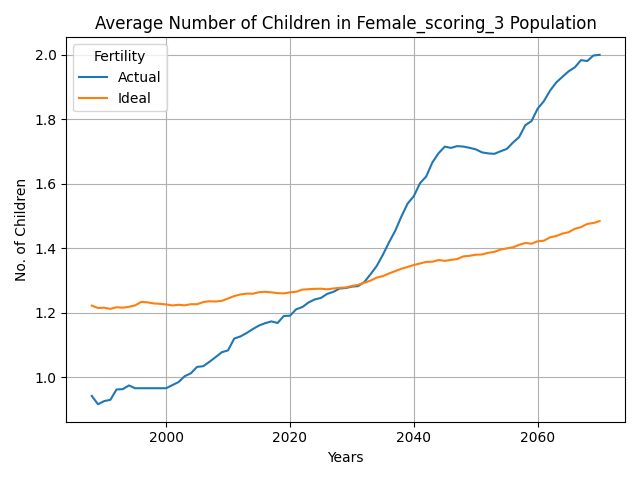 Average Number of Children in Female_scoring_3 Population
Fertility
Actual
Ideal
No. of Children
2.0
1.8
1.6
1.4
1.2
1.0
2000
2020
2040
2060
Years